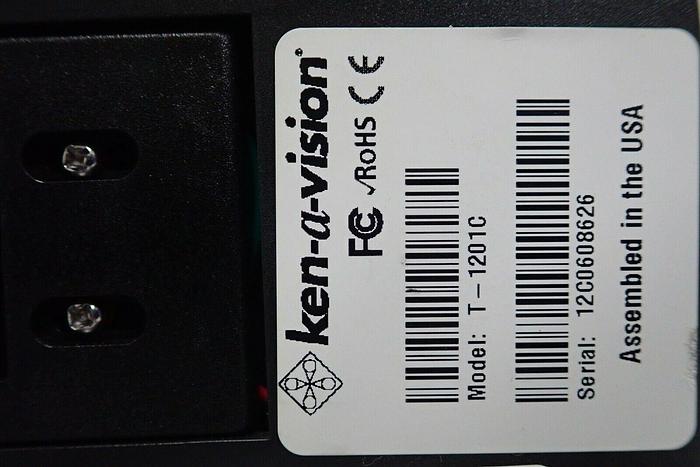 ken-a-vision®
FC ✓RoHS CE
Model: T-1201C
Serial: 12C0608626
Assembled in the USA